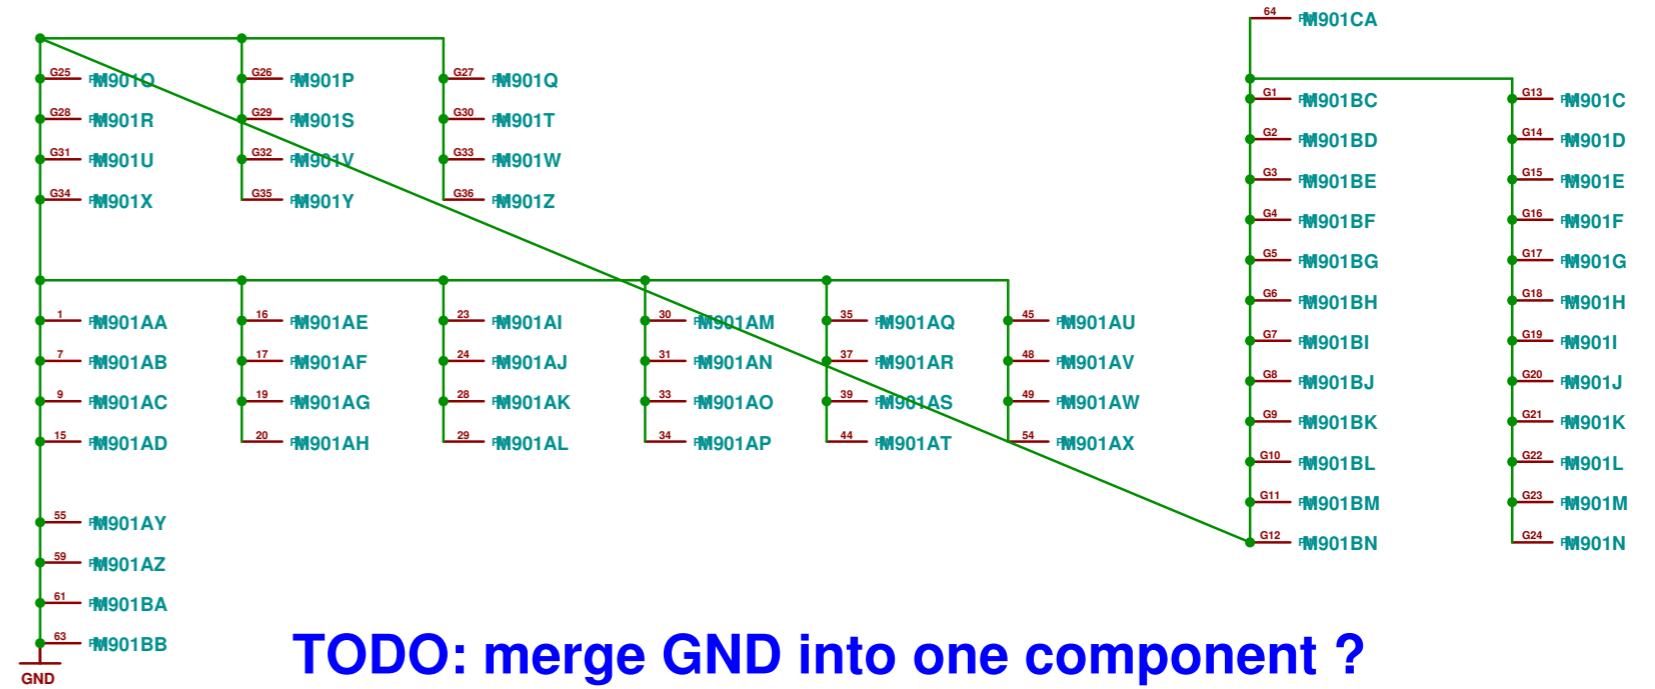 64 M901CA
G25 M901O G26 M901P G27 M901Q
G1 M901BC G13 M901C
G28 M901R G29 M901S G30 M901T
G2 M901BD G14 M901D
G31 M901U G32 M901V G33 M901W
G3 M901BE G15 M901E
G34 M901X G35 M901Y G36 M901Z
G4 M901BF G16 M901F
G5 M901BG G17 M901G
G6 M901BH G18 M901H
1 M901AA 16 M901AE 23 M901AI 30 M901AM 35 M901AQ 45 M901AU
G7 M901BI G19 M901I
7 M901AB 17 M901AF 24 M901AJ 31 M901AN 37 M901AR 48 M901AV
G8 M901BJ G20 M901J
9 M901AC 19 M901AG 28 M901AK 33 M901AO 39 M901AS 49 M901AW
G9 M901BK G21 M901K
15 M901AD 20 M901AH 29 M901AL 34 M901AP 44 M901AT 54 M901AX
G10 M901BL G22 M901L
G11 M901BM G23 M901M
55 M901AY
G12 M901BN G24 M901N
59 M901AZ
61 M901BA
63 M901BB
TODO: merge GND into one component ?
GND